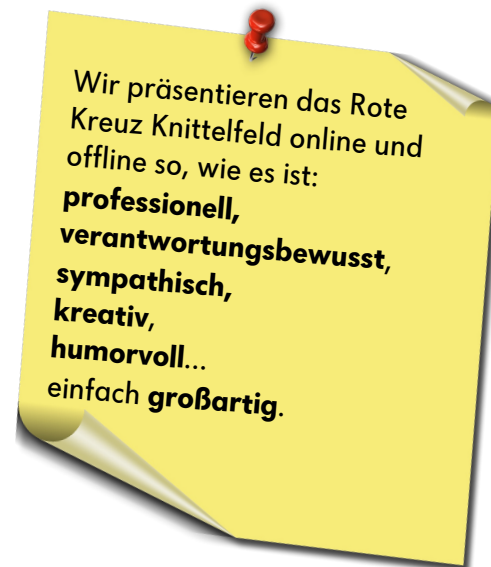 Wir präsentieren das Rote
Kreuz Knittelfeld online und
offline so, wie es ist:
professionell,
verantwortungsbewusst,
sympathisch,
kreativ,
humorvoll...
einfach großartig.